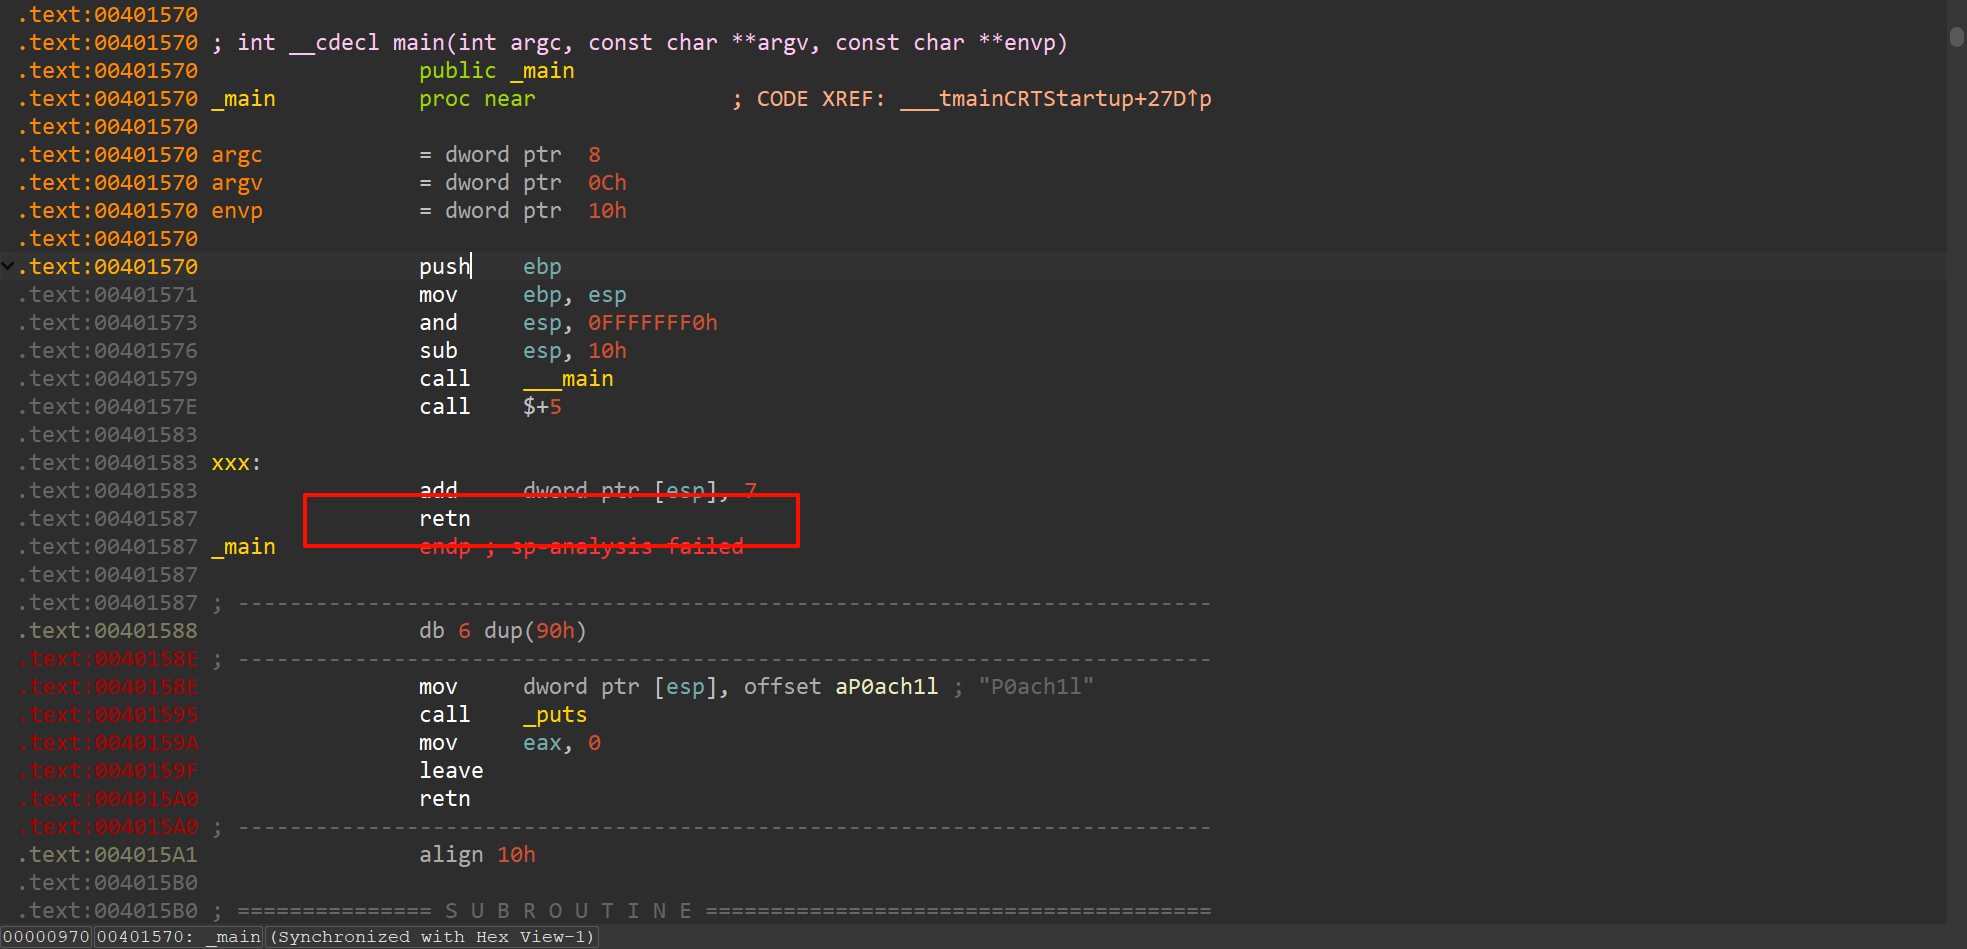 .text:00401570
.text:00401570 ; int __cdecl main(int argc, const char **argv, const char **envp)
.text:00401570                 public _main
.text:00401570 _main           proc near               ; CODE XREF: ___tmainCRTStartup+27D↑p
.text:00401570
.text:00401570 argc            = dword ptr  8
.text:00401570 argv            = dword ptr  0Ch
.text:00401570 envp            = dword ptr  10h
.text:00401570
.text:00401570                 push    ebp
.text:00401571                 mov     ebp, esp
.text:00401573                 and     esp, 0FFFFFFF0h
.text:00401576                 sub     esp, 10h
.text:00401579                 call    ___main
.text:0040157E                 call    $+5
.text:00401583
.text:00401583 xxx:
.text:00401583                 add     dword ptr [esp], 7
.text:00401587                 retn
.text:00401587 _main           endp ; sp-analysis failed
.text:00401587
.text:00401587 ; ---------------------------------------------------------------------------
.text:00401588                 db 6 dup(90h)
.text:0040158E ; ---------------------------------------------------------------------------
.text:0040158E                 mov     dword ptr [esp], offset aP0ach1l ; "P0ach1l"
.text:00401595                 call    _puts
.text:0040159A                 mov     eax, 0
.text:0040159F                 leave
.text:004015A0                 retn
.text:004015A0 ; ---------------------------------------------------------------------------
.text:004015A1                 align 10h
.text:004015B0
.text:004015B0 ; =============== S U B R O U T I N E =======================================
00000970 00401570: _main (Synchronized with Hex View-1)